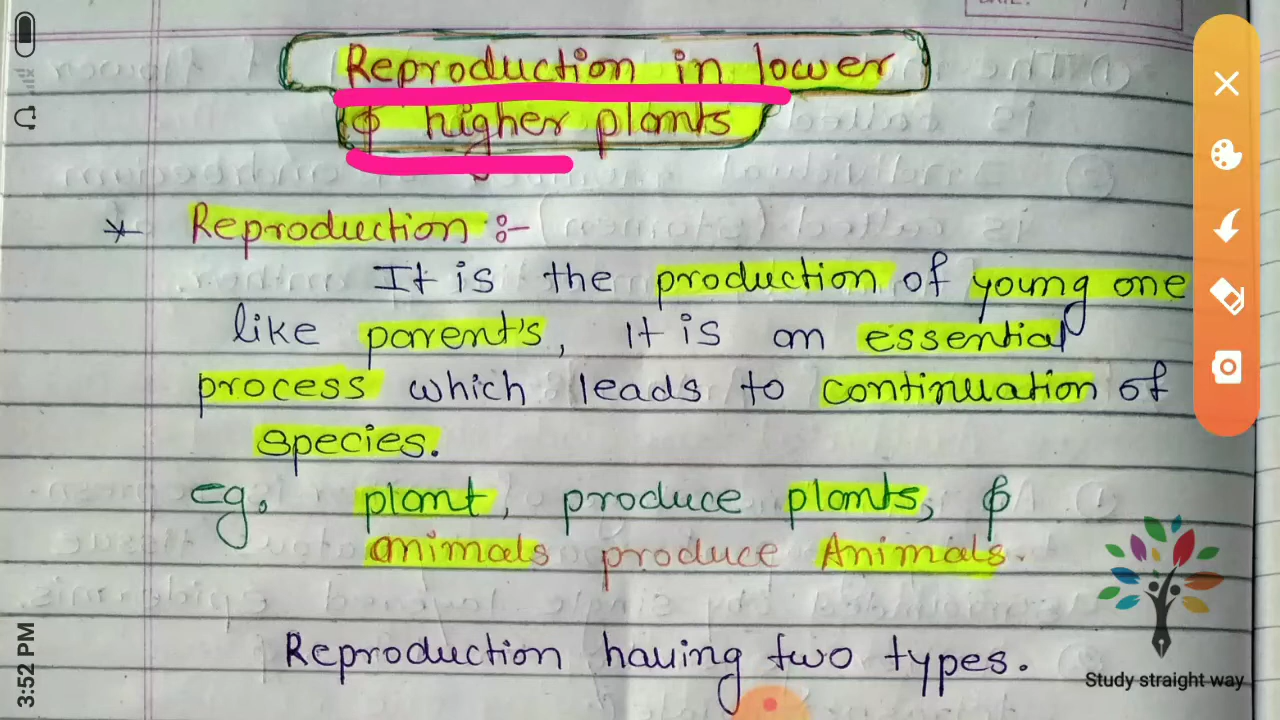 Reproduction in lower
& higher plants
* Reproduction :-
It is the production of young one
like parent's, it is an essential
process which leads to continuation of
species.
eg. plant, produce plants, &
animals produce Animals.
Reproduction having two types.
Study straight way
3:52 PM